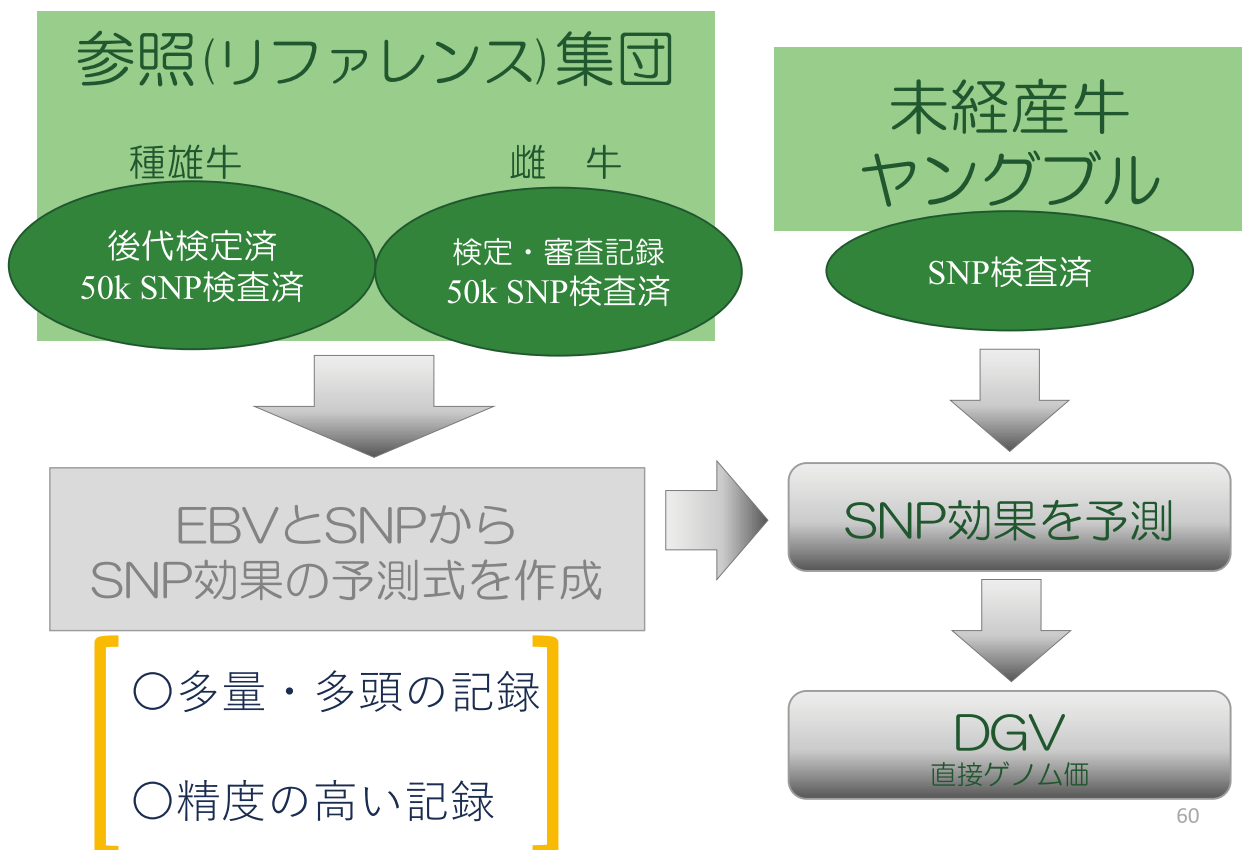 参照(リファレンス)集団
種雄牛
後代検定済
50k SNP検査済
雌　牛
検定・審査記録
50k SNP検査済
EBVとSNPから
SNP効果の予測式を作成
〇多量・多頭の記録
〇精度の高い記録
未経産牛
ヤングブル
SNP検査済
SNP効果を予測
DGV
直接ゲノム価
60